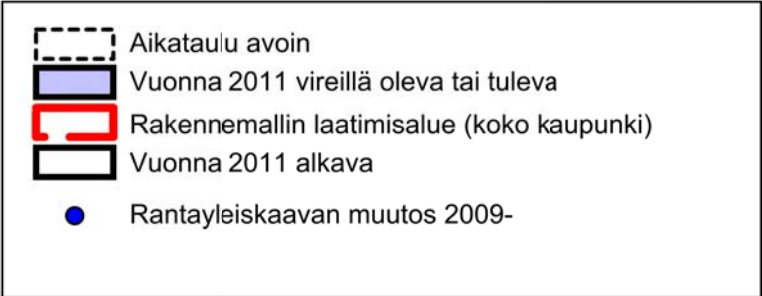 Aikataulu avoin
Vuonna 2011 vireillä oleva tai tuleva
Rakennemallin laatimisalue (koko kaupunki)
Vuonna 2011 alkava
Rantayleiskaavan muutos 2009-